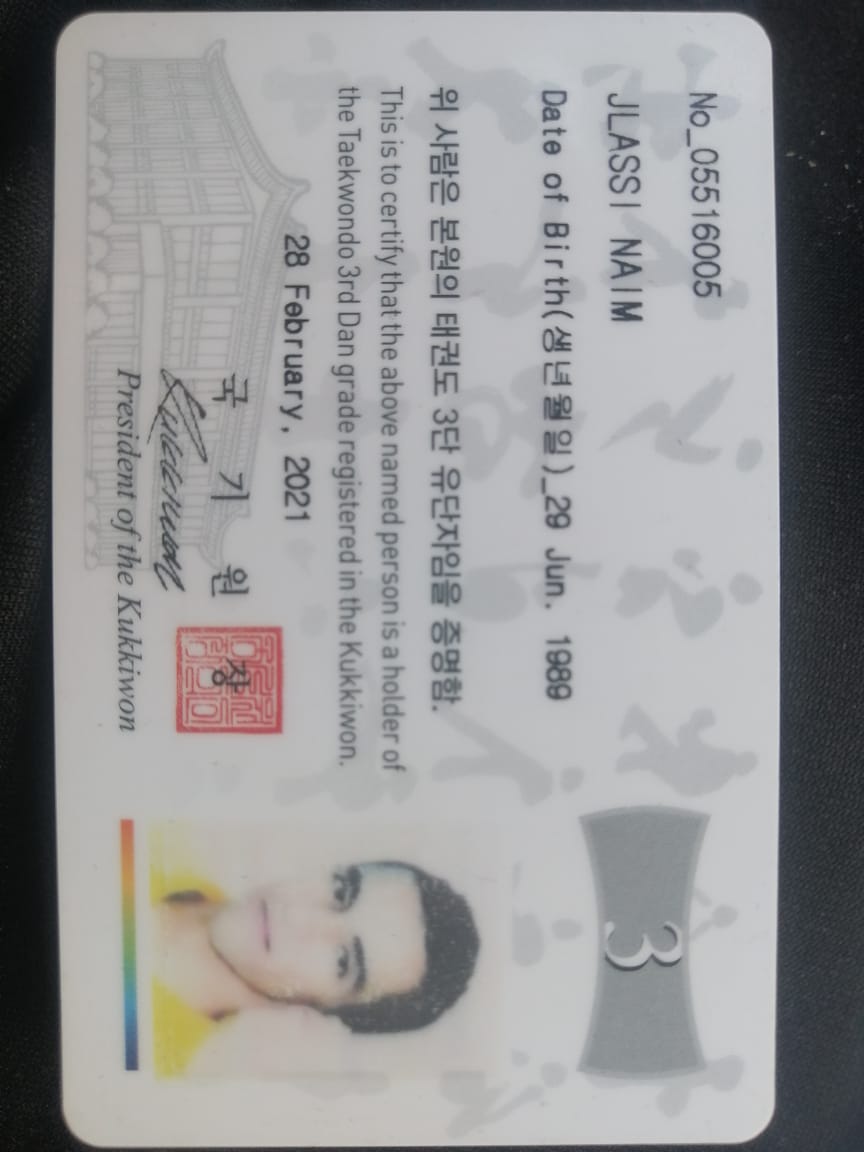 No_05516005
JLASSI NAIM
Date of Birth(생년월일)_29 Jun. 1989
위 사람은 본원의 태권도 3단 유단자임을 증명함.
This is to certify that the above named person is a holder of
the Taekwondo 3rd Dan grade registered in the Kukkiwon.
28 February, 2021
국 기 원 장
President of the Kukkiwon
3